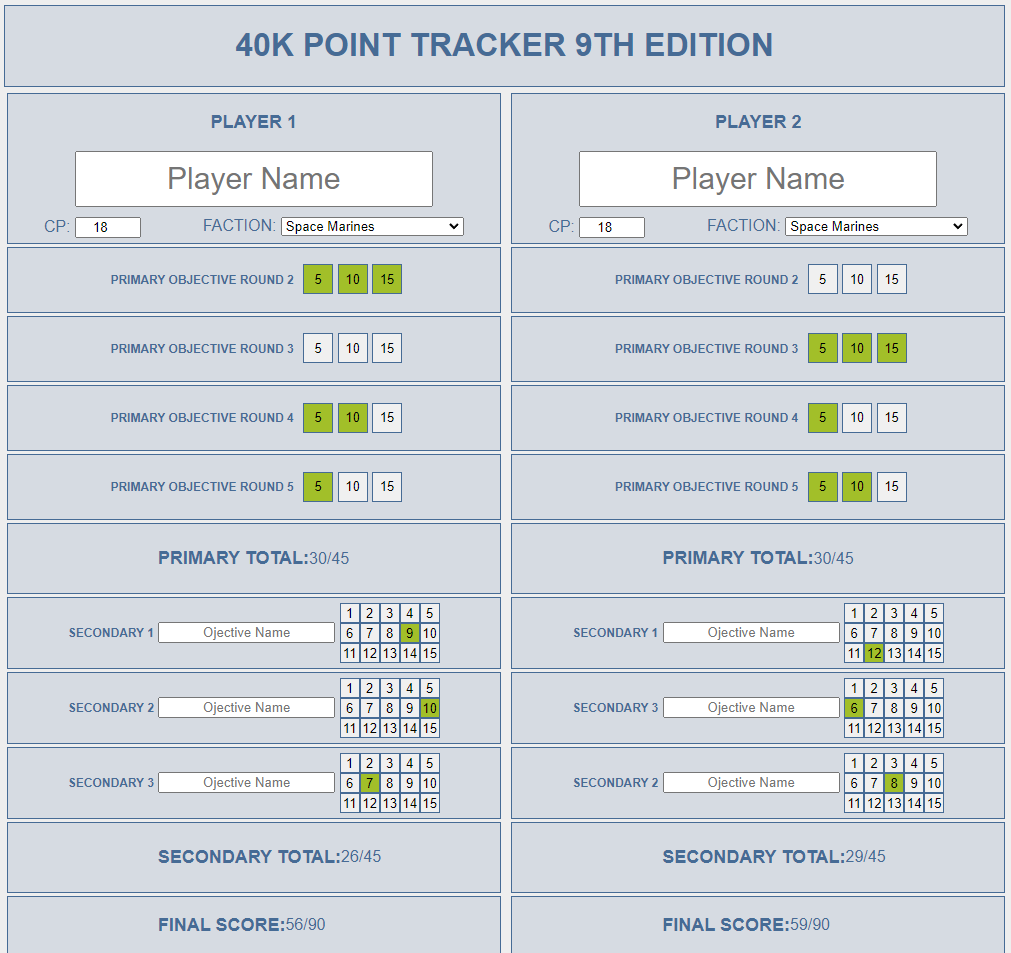 40K POINT TRACKER 9TH EDITION
PLAYER 1
Player Name
CP: 18 FACTION: Space Marines
PRIMARY OBJECTIVE ROUND 2 5 10 15
PRIMARY OBJECTIVE ROUND 3 5 10 15
PRIMARY OBJECTIVE ROUND 4 5 10 15
PRIMARY OBJECTIVE ROUND 5 5 10 15
PRIMARY TOTAL:30/45
SECONDARY 1 Ojective Name
1 2 3 4 5
6 7 8 9 10
11 12 13 14 15
SECONDARY 2 Ojective Name
1 2 3 4 5
6 7 8 9 10
11 12 13 14 15
SECONDARY 3 Ojective Name
1 2 3 4 5
6 7 8 9 10
11 12 13 14 15
SECONDARY TOTAL:26/45
FINAL SCORE:56/90
PLAYER 2
Player Name
CP: 18 FACTION: Space Marines
PRIMARY OBJECTIVE ROUND 2 5 10 15
PRIMARY OBJECTIVE ROUND 3 5 10 15
PRIMARY OBJECTIVE ROUND 4 5 10 15
PRIMARY OBJECTIVE ROUND 5 5 10 15
PRIMARY TOTAL:30/45
SECONDARY 1 Ojective Name
1 2 3 4 5
6 7 8 9 10
11 12 13 14 15
SECONDARY 3 Ojective Name
1 2 3 4 5
6 7 8 9 10
11 12 13 14 15
SECONDARY 2 Ojective Name
1 2 3 4 5
6 7 8 9 10
11 12 13 14 15
SECONDARY TOTAL:29/45
FINAL SCORE:59/90